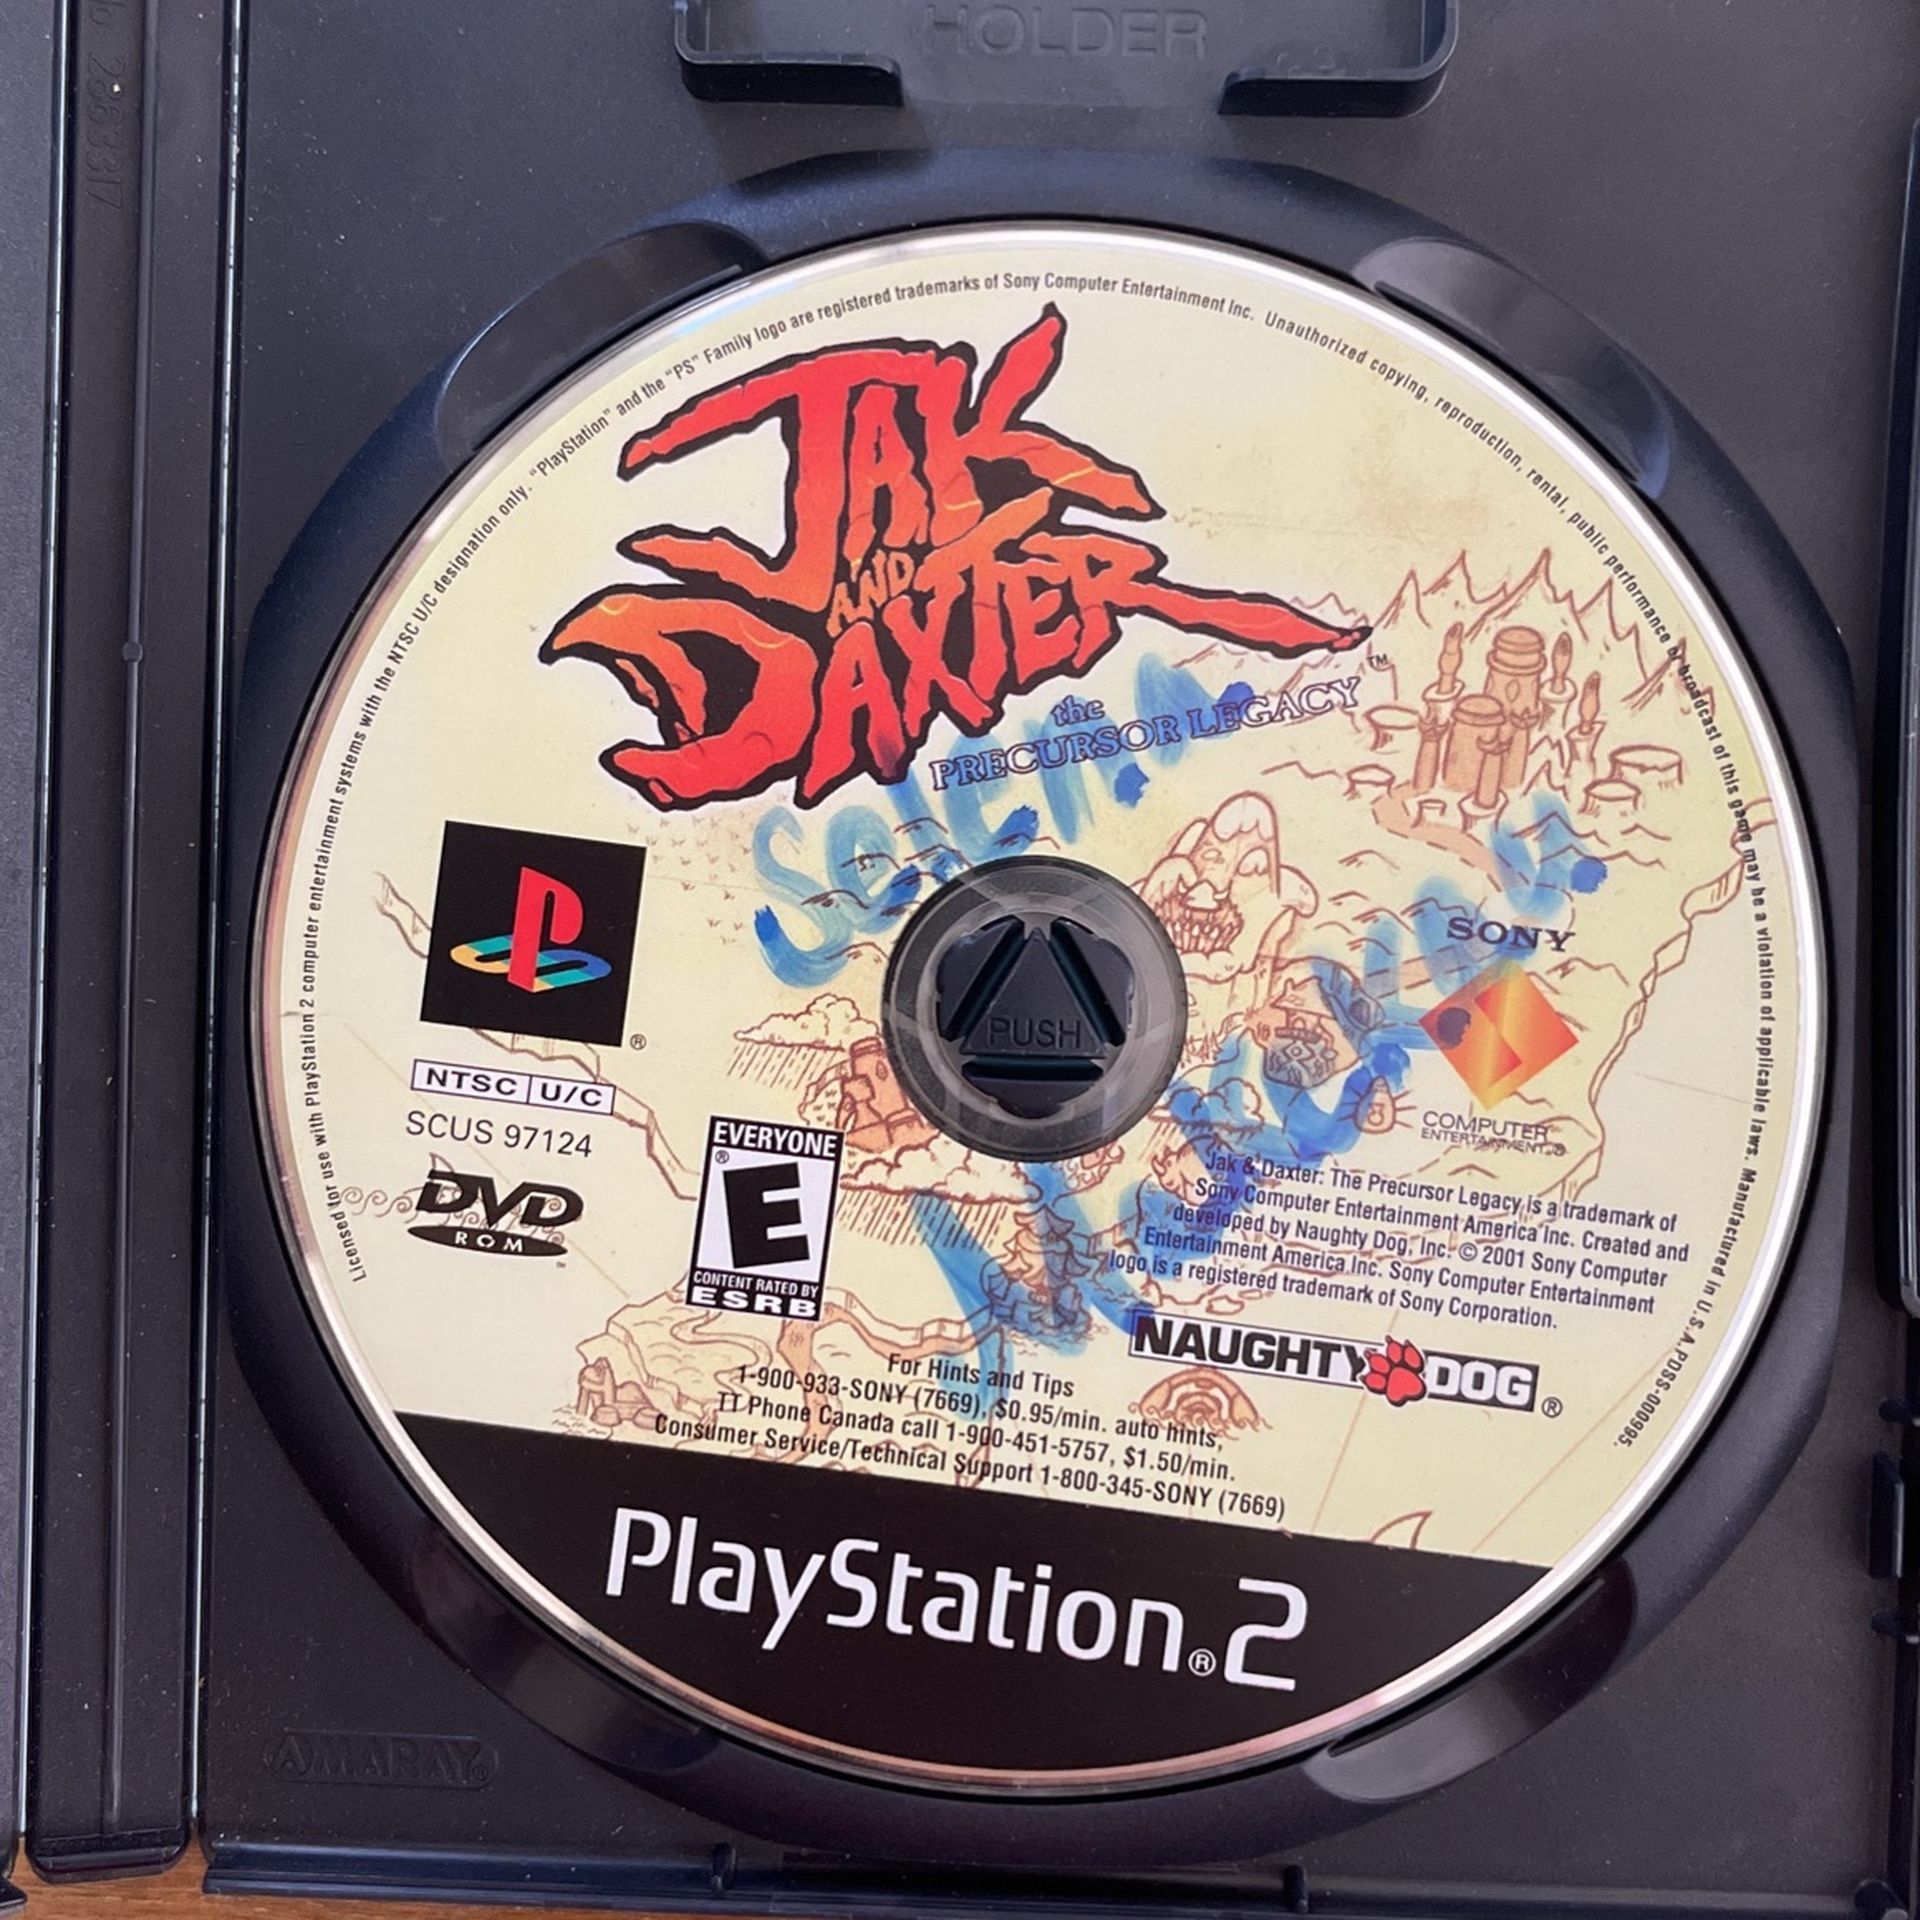 HOLDER
Licensed for use with PlayStation 2 computer entertainment systems with the NTSC U/C designation only. "PlayStation" and the "PS" Family logo are registered trademarks of Sony Computer Entertainment Inc. Unauthorized copying, reproduction, rental, public performance or broadcast of this game may be a violation of applicable laws. Manufactured in U.S.A. PDSS-000995.
JAK
AND
DAXTER
TM
the
PRECURSOR LEGACY
Selena
SONY
COMPUTER
ENTERTAINMENT®
PUSH
®
NTSC U/C
SCUS 97124
DVD
ROM
EVERYONE
®
E
CONTENT RATED BY
ESRB
Jak & Daxter: The Precursor Legacy is a trademark of
Sony Computer Entertainment America Inc. Created and
developed by Naughty Dog, Inc. © 2001 Sony Computer
Entertainment America Inc. Sony Computer Entertainment
logo is a registered trademark of Sony Corporation.
NAUGHTY DOG®
For Hints and Tips
1-900-933-SONY (7669), $0.95/min. auto hints,
TT Phone Canada call 1-900-451-5757, $1.50/min.
Consumer Service/Technical Support 1-800-345-SONY (7669)
PlayStation®2
AMARAY®